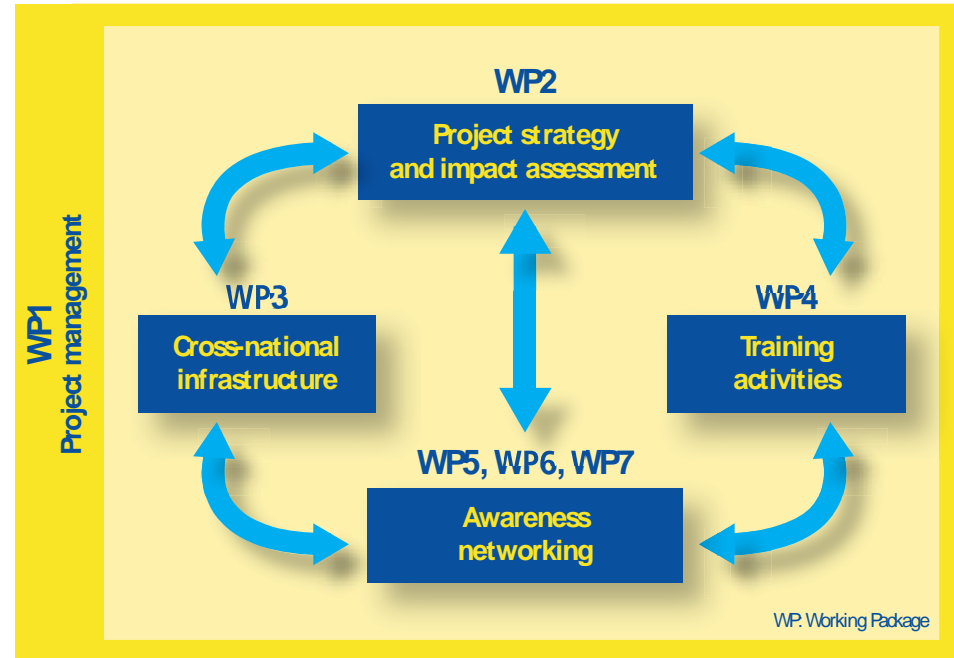 WP1
Project management
WP2
Project strategy
and impact assessment
WP3
Cross-national
infrastructure
WP4
Training
activities
WP5, WP6, WP7
Awareness
networking
WP: Working Package